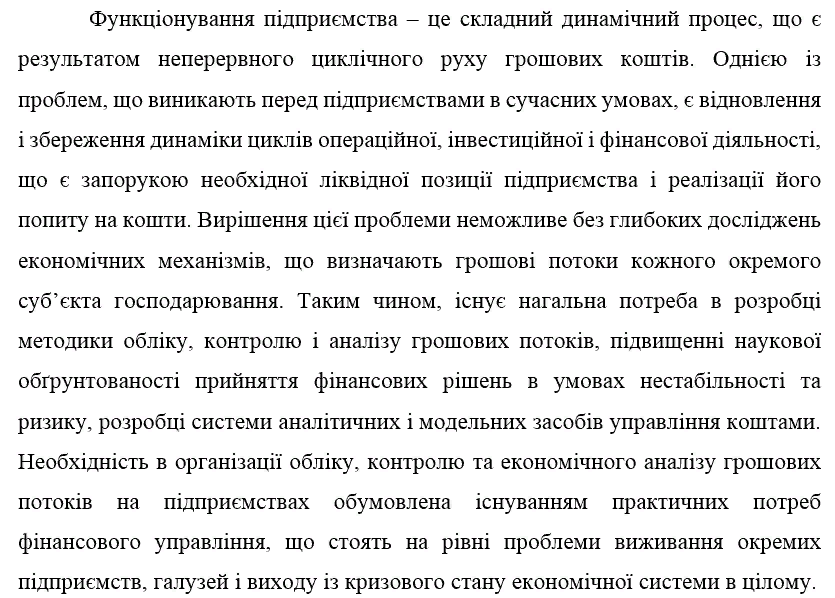 Функціонування підприємства – це складний динамічний процес, що є
результатом неперервного циклічного руху грошових коштів. Однією із
проблем, що виникають перед підприємствами в сучасних умовах, є відновлення
і збереження динаміки циклів операційної, інвестиційної і фінансової діяльності,
що є запорукою необхідної ліквідної позиції підприємства і реалізації його
попиту на кошти. Вирішення цієї проблеми неможливе без глибоких досліджень
економічних механізмів, що визначають грошові потоки кожного окремого
суб’єкта господарювання. Таким чином, існує нагальна потреба в розробці
методики обліку, контролю і аналізу грошових потоків, підвищенні наукової
обґрунтованості прийняття фінансових рішень в умовах нестабільності та
ризику, розробці системи аналітичних і модельних засобів управління коштами.
Необхідність в організації обліку, контролю та економічного аналізу грошових
потоків на підприємствах обумовлена існуванням практичних потреб
фінансового управління, що стоять на рівні проблеми виживання окремих
підприємств, галузей і виходу із кризового стану економічної системи в цілому.